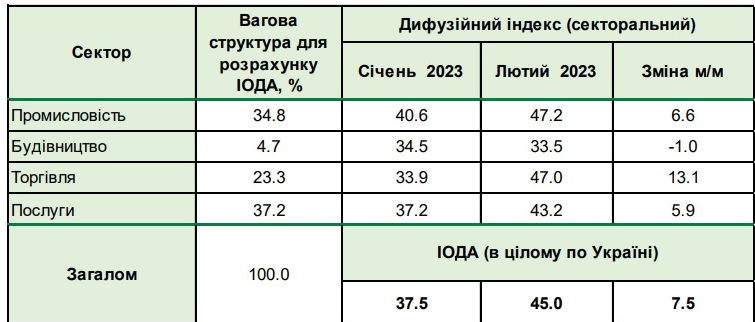 Сектор
Вагова
структура для
розрахунку
ІОДА, %
Дифузійний індекс (секторальний)
Січень 2023
Лютий 2023
Зміна м/м
Промисловість 34.8 40.6 47.2 6.6
Будівництво 4.7 34.5 33.5 -1.0
Торгівля 23.3 33.9 47.0 13.1
Послуги 37.2 37.2 43.2 5.9
Загалом
100.0
ІОДА (в цілому по Україні)
37.5 45.0 7.5